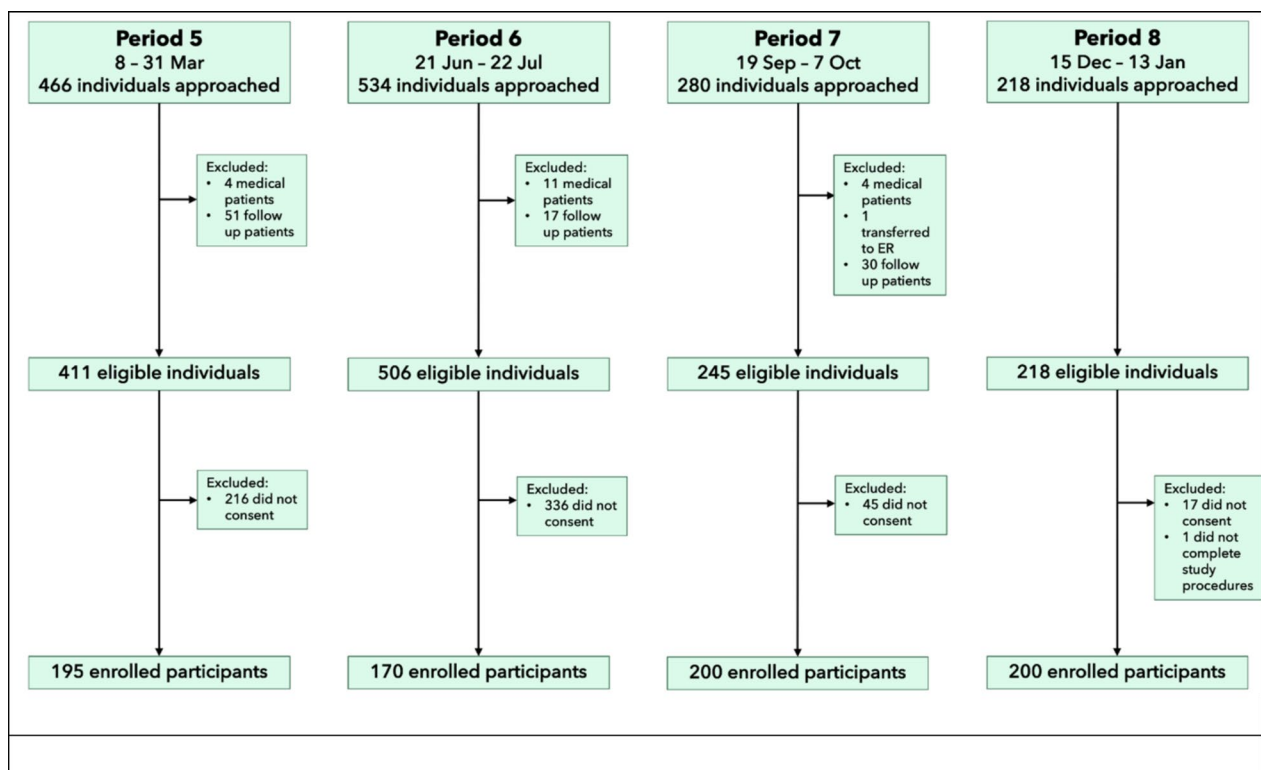 Period 5
8 – 31 Mar
466 individuals approached
Excluded:
• 4 medical
patients
• 51 follow
up patients
411 eligible individuals
Excluded:
• 216 did not
consent
195 enrolled participants
Period 6
21 Jun – 22 Jul
534 individuals approached
Excluded:
• 11 medical
patients
• 17 follow
up patients
506 eligible individuals
Excluded:
• 336 did not
consent
170 enrolled participants
Period 7
19 Sep – 7 Oct
280 individuals approached
Excluded:
• 4 medical
patients
• 1
transferred
to ER
• 30 follow
up patients
245 eligible individuals
Excluded:
• 45 did not
consent
200 enrolled participants
Period 8
15 Dec – 13 Jan
218 individuals approached
218 eligible individuals
Excluded:
• 17 did not
consent
• 1 did not
complete
study
procedures
200 enrolled participants